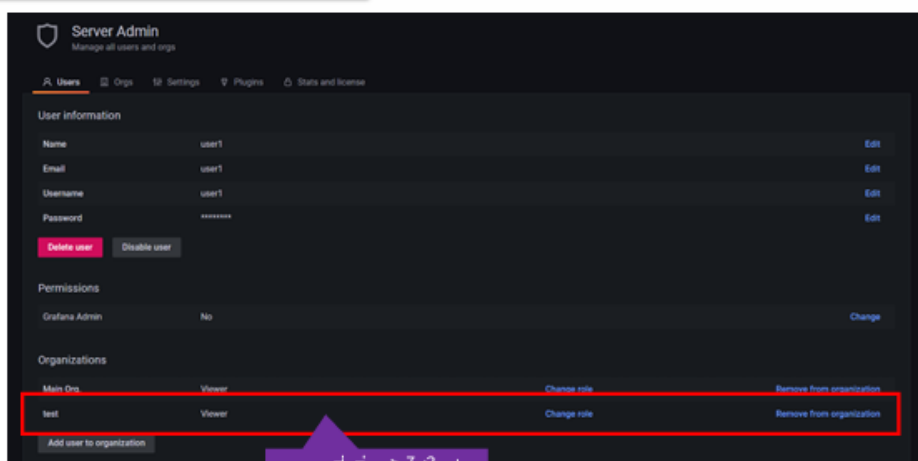 Server Admin
Manage all users and orgs
Users Orgs Settings Plugins Stats and license
User information
Name user1 Edit
Email user1 Edit
Username user1 Edit
Password ******** Edit
Delete user Disable user
Permissions
Grafana Admin No Change
Organizations
Main Org. Viewer Change role Remove from organization
test Viewer Change role Remove from organization
Add user to organization